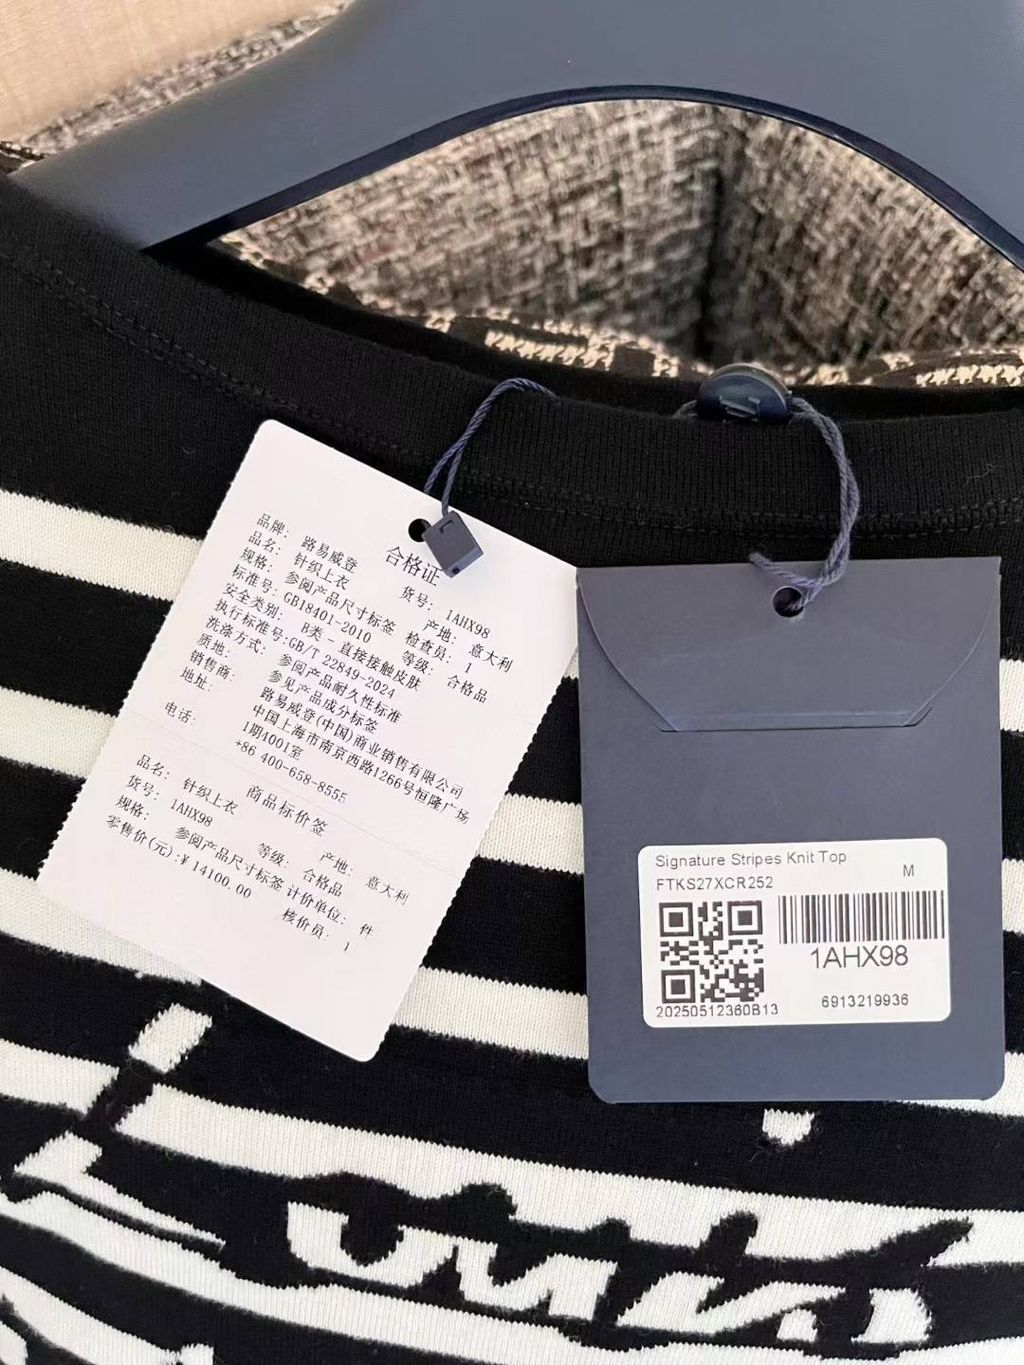 合格证
品牌: 路易威登 货号: 1AHX98
品名: 针织上衣 产地: 意大利
规格: 参阅产品尺寸标签 检查员: 1
标准号: GB18401-2010 等级: 合格品
安全类别: B类 - 直接接触皮肤
执行标准号:GB/T 22849-2024
洗涤方式: 参阅产品耐久性标准
质地: 参见产品成分标签
销售商: 路易威登(中国)商业销售有限公司
地址: 中国上海市南京西路1266号恒隆广场
1期4001室
电话: +86 400-658-8555
商品标价签
品名: 针织上衣 产地: 意大利
货号: 1AHX98 等级: 合格品
规格: 参阅产品尺寸标签 计价单位: 件
零售价(元):¥14100.00 核价员: 1
Signature Stripes Knit Top
FTKS27XCR252 M
1AHX98
20250512360B13 6913219936